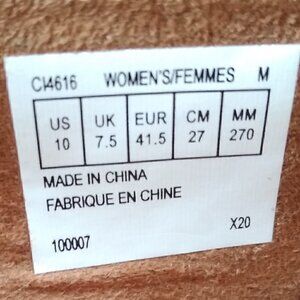 CI4616 WOMEN'S/FEMMES M
US UK EUR CM MM
10 7.5 41.5 27 270
MADE IN CHINA
FABRIQUE EN CHINE
100007 X20